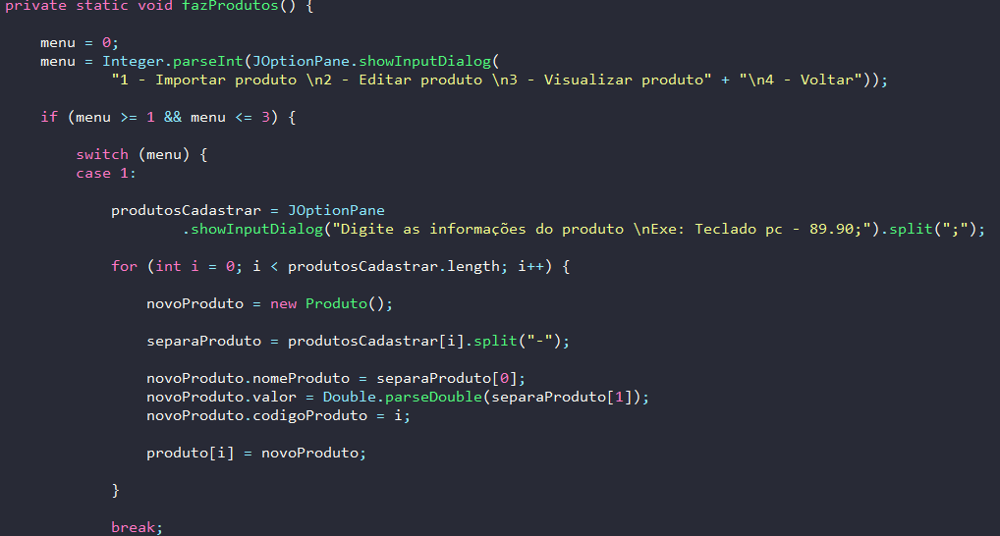 private static void fazProdutos() {
menu = 0;
menu = Integer.parseInt(JOptionPane.showInputDialog(
"1 - Importar produto \n2 - Editar produto \n3 - Visualizar produto" + "\n4 - Voltar"));
if (menu >= 1 && menu <= 3) {
switch (menu) {
case 1:
produtosCadastrar = JOptionPane
.showInputDialog("Digite as informações do produto \nExe: Teclado pc - 89.90;").split(";");
for (int i = 0; i < produtosCadastrar.length; i++) {
novoProduto = new Produto();
separaProduto = produtosCadastrar[i].split("-");
novoProduto.nomeProduto = separaProduto[0];
novoProduto.valor = Double.parseDouble(separaProduto[1]);
novoProduto.codigoProduto = i;
produto[i] = novoProduto;
}
break;